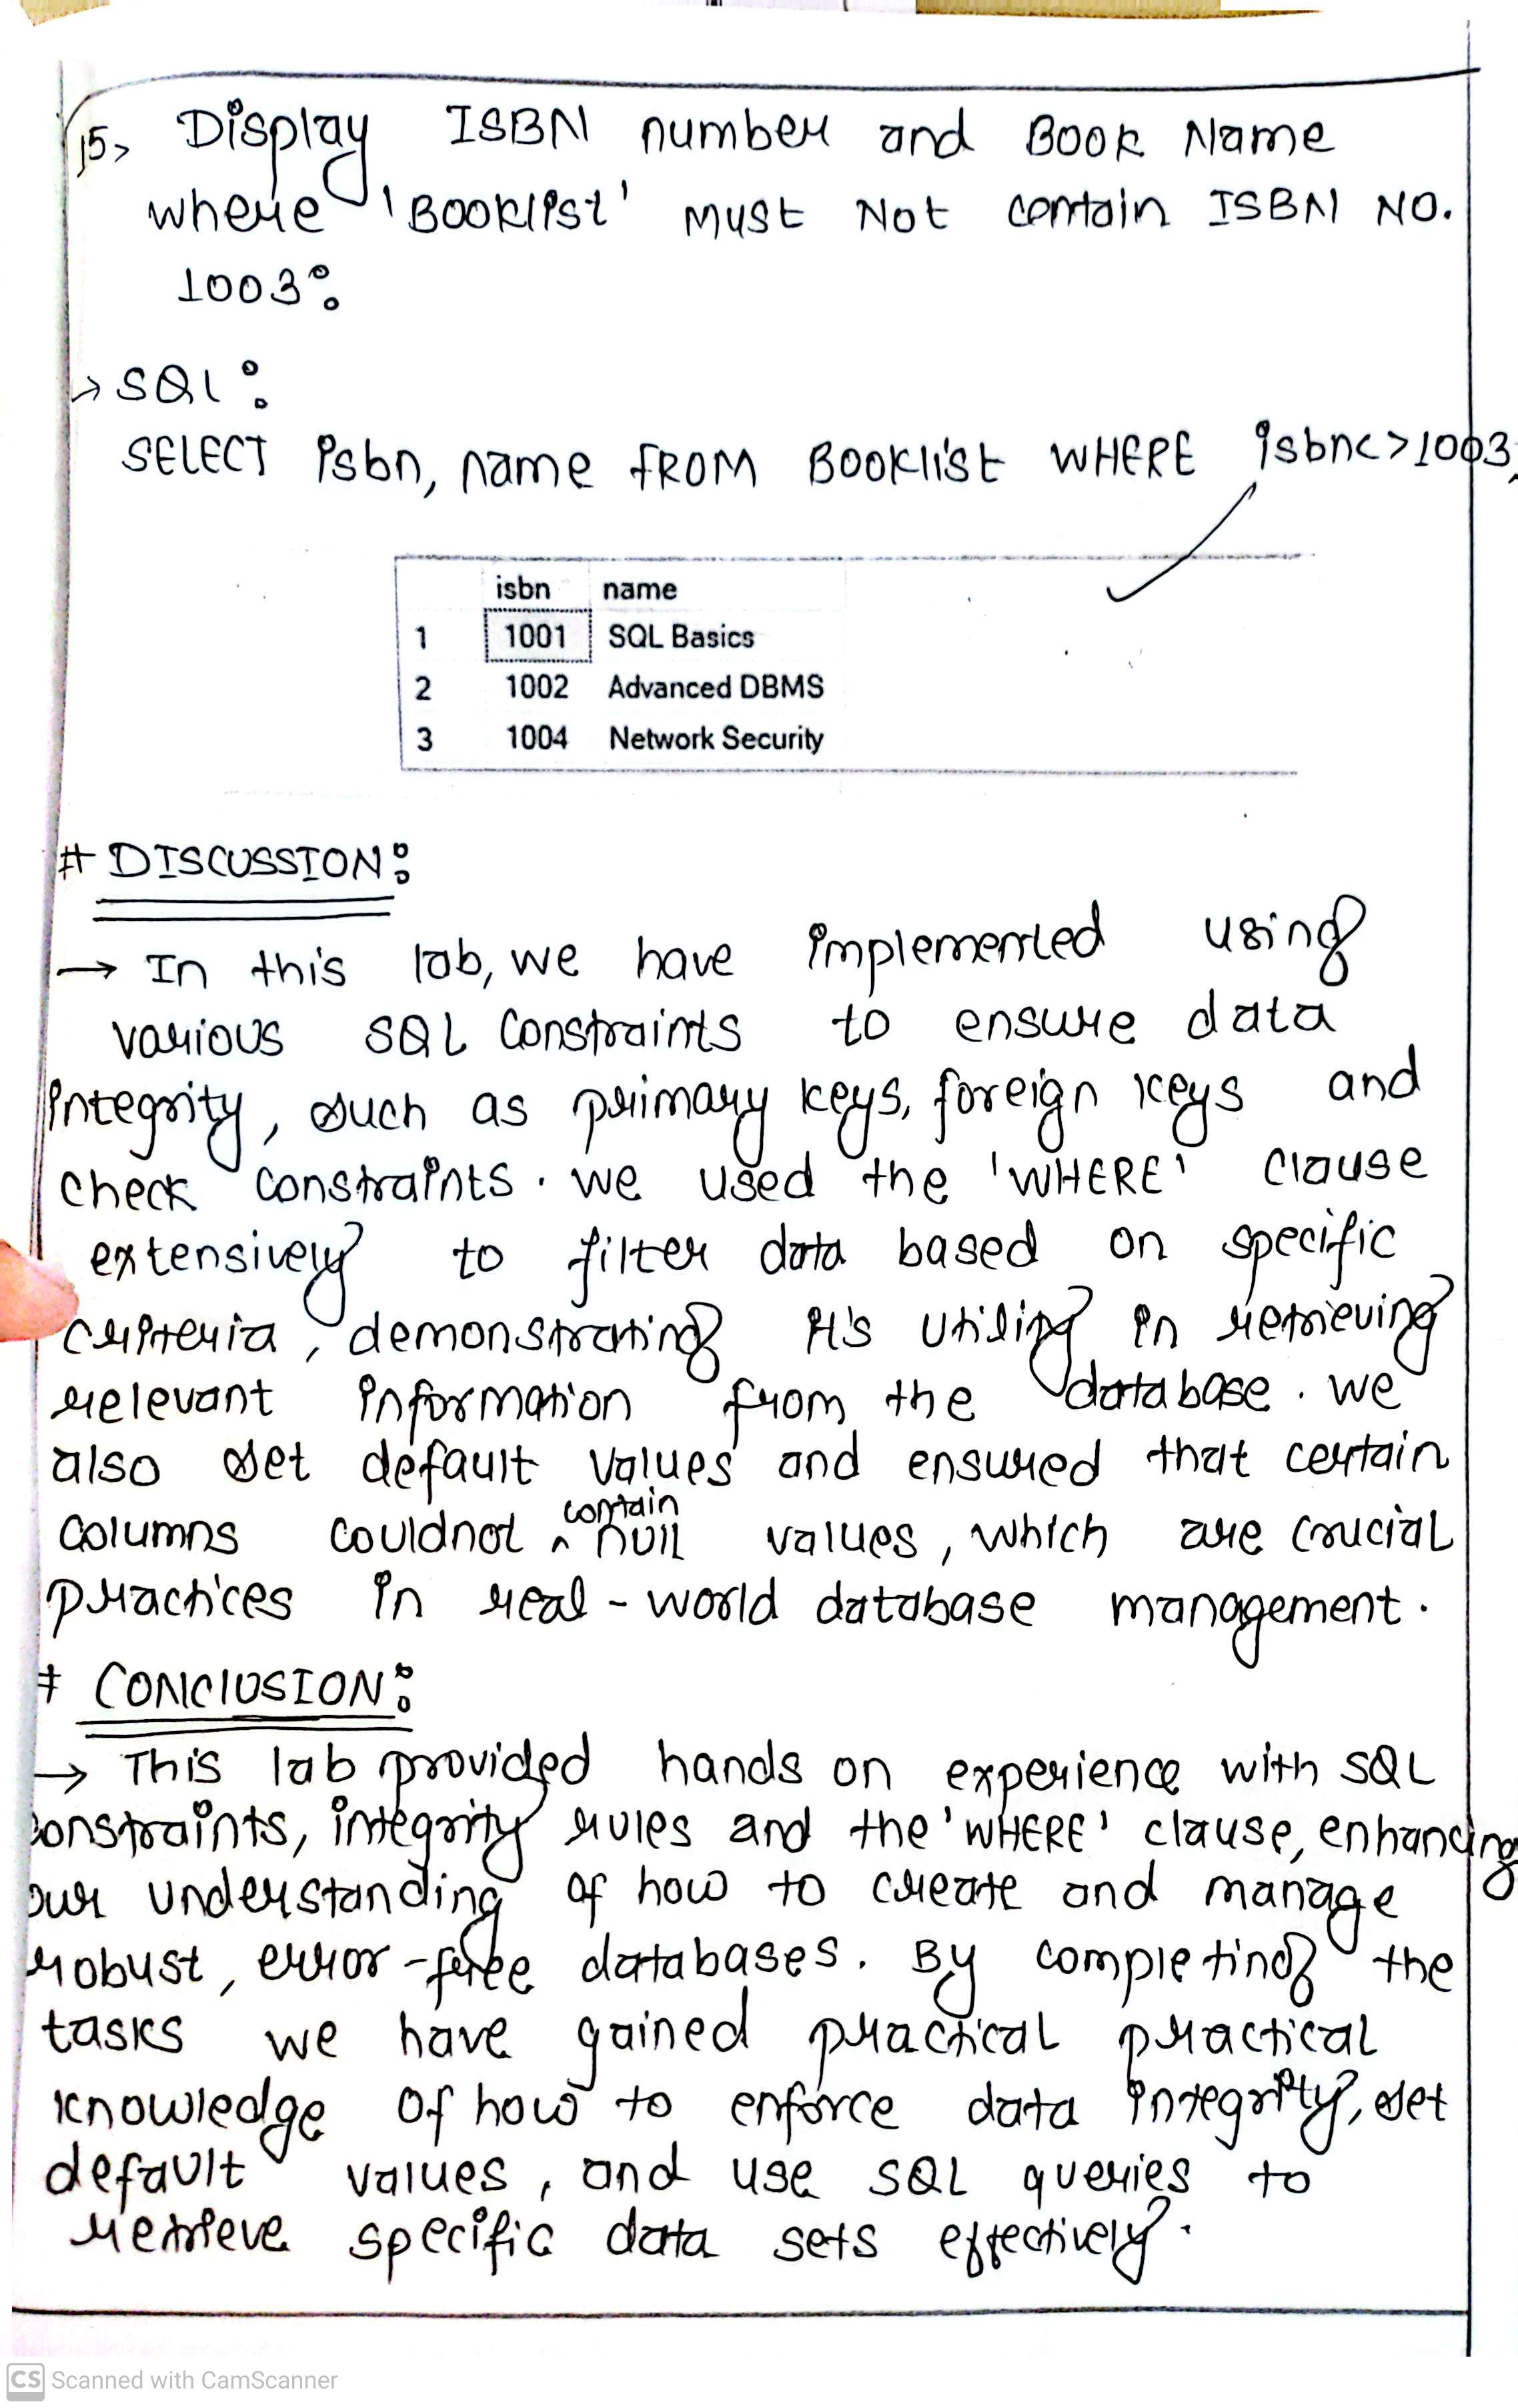 15> Display ISBN number and Book Name
where 'Booklist' must Not contain ISBN NO.
1003:
→ SQL:
SELECT isbn, name FROM Booklist WHERE isbn<>1003;
isbn name
1 1001 SQL Basics
2 1002 Advanced DBMS
3 1004 Network Security
# DISCUSSION:
→ In this lab, we have implemented using
various SQL Constraints to ensure data
integrity, such as primary keys, foreign keys and
check constraints. we used the 'WHERE' clause
extensively to filter data based on specific
criteria, demonstrating it's utility in retrieving
relevant information from the database. we
also set default values and ensured that certain
columns couldnot ^contain null values, which are crucial
practices in real-world database management.
# CONCLUSION:
→ This lab provided hands on experience with SQL
constraints, integrity rules and the 'WHERE' clause, enhancing
our understanding of how to create and manage
robust, error-free databases. By completing the
tasks we have gained practical practical
knowledge of how to enforce data integrity, set
default values, and use SQL queries to
retrieve specific data sets effectively.
CS Scanned with CamScanner